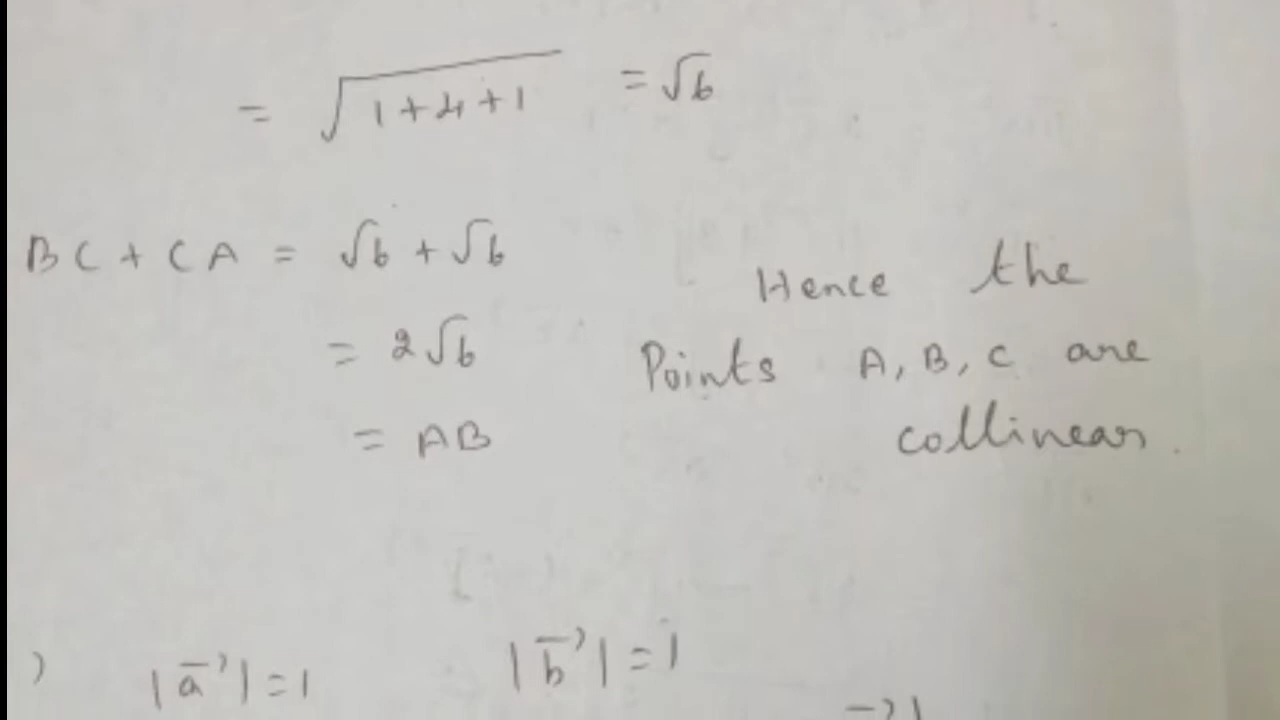 = √1+4+1 = √6
BC + CA = √6 + √6
= 2√6
= AB
Hence the
Points A, B, C are
collinear.
) |a⃗| = 1 |b⃗| = 1